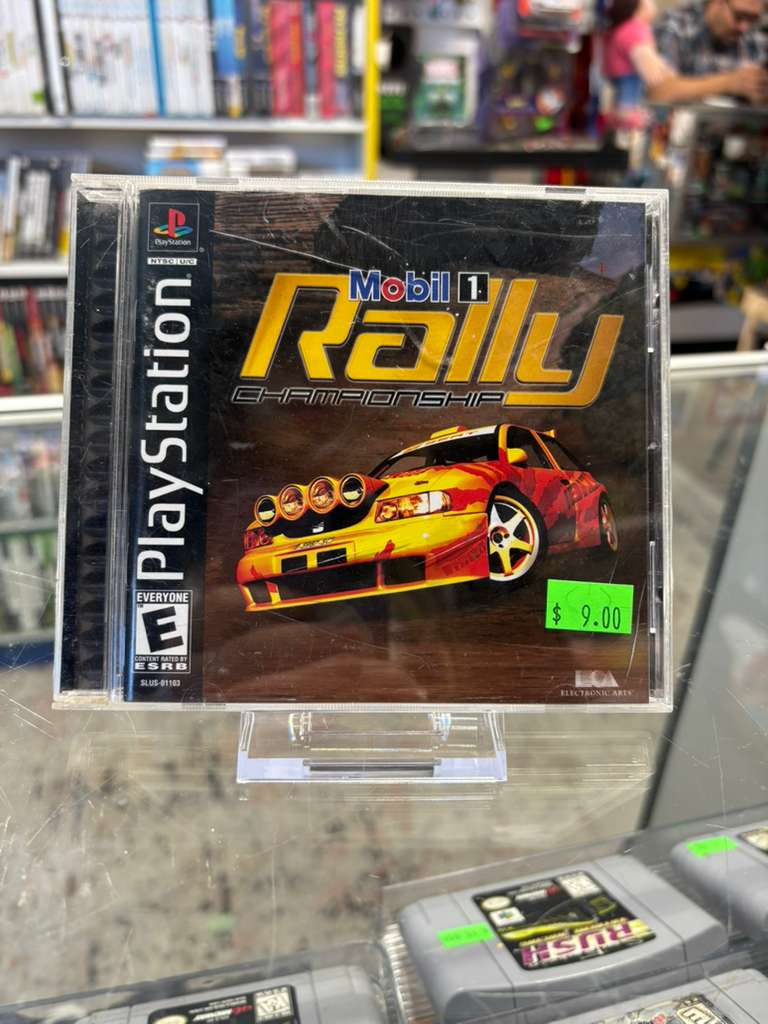 PlayStation
NTSC U/C
PlayStation
Mobil 1
Rally
CHAMPIONSHIP
$ 9.00
EVERYONE
E
CONTENT RATED BY
ESRB
SLUS-01103
ELECTRONIC ARTS
RUSH